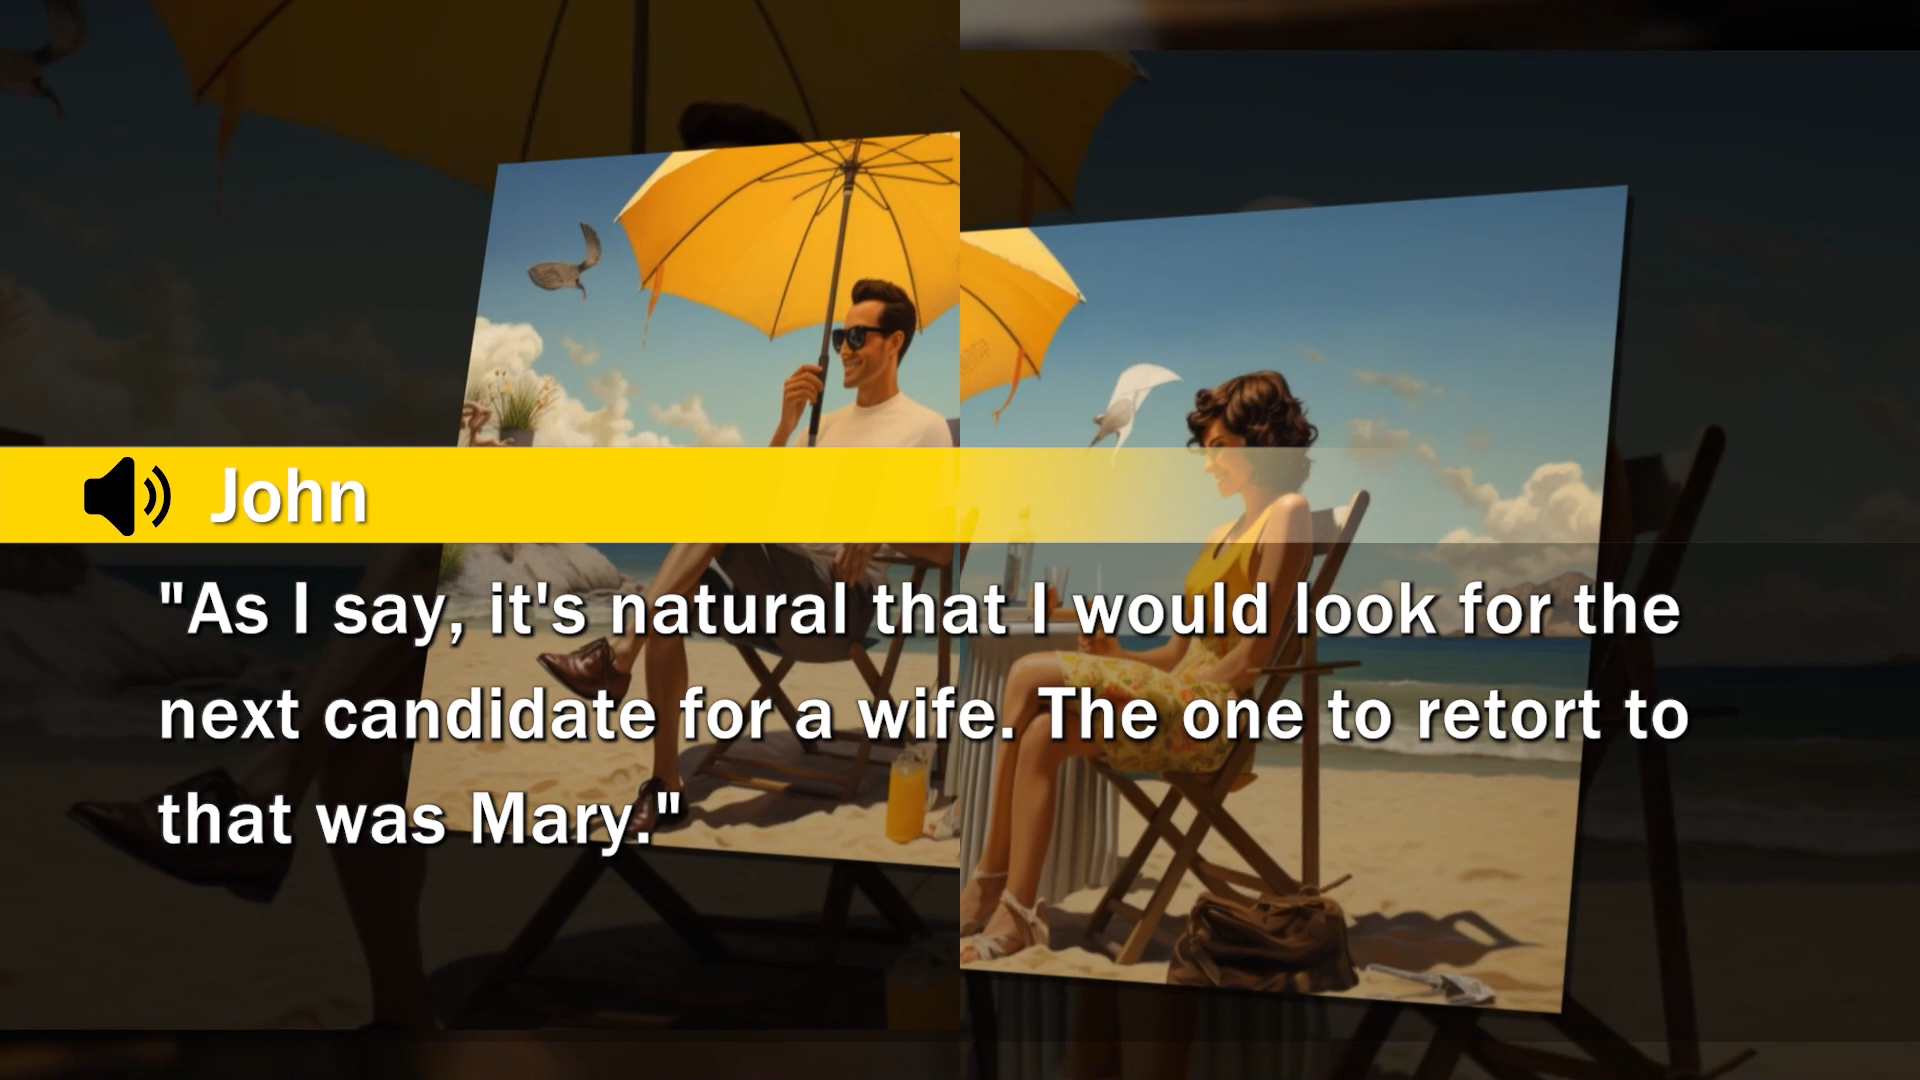 John
"As I say, it's natural that I would look for the
next candidate for a wife. The one to retort to
that was Mary."